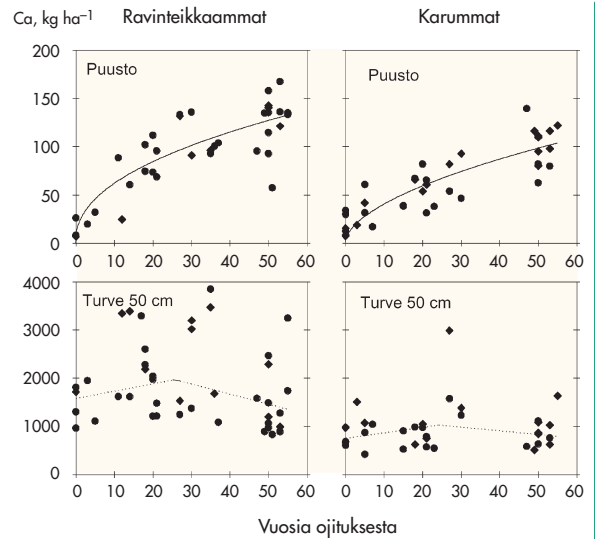 Ca, kg ha⁻¹ Ravinteikkaammat Karummat
200
150
100
50
0
Puusto
Puusto
0 10 20 30 40 50 60
0 10 20 30 40 50 60
4000
3000
2000
1000
0
Turve 50 cm
Turve 50 cm
0 10 20 30 40 50 60
0 10 20 30 40 50 60
Vuosia ojituksesta